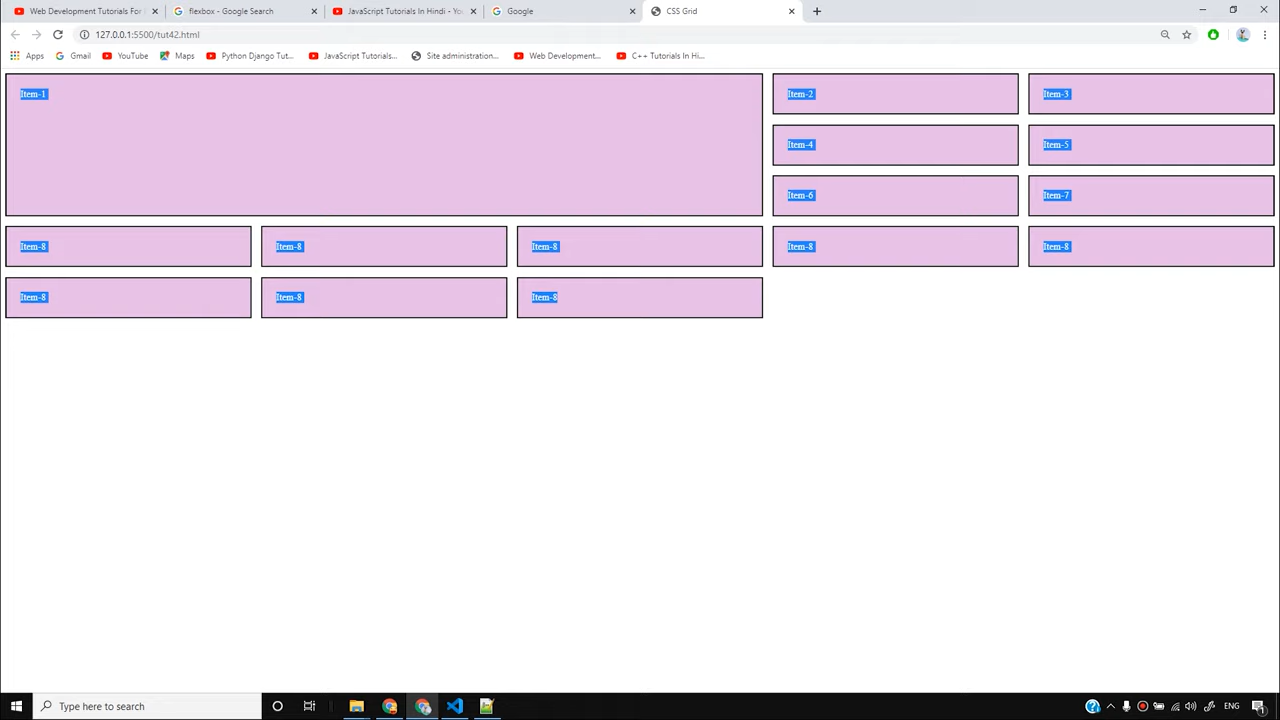 Web Development Tutorials For
flexbox - Google Search
JavaScript Tutorials In Hindi - Yo
Google
CSS Grid
127.0.0.1:5500/tut42.html
Apps
Gmail
YouTube
Maps
Python Django Tut...
JavaScript Tutorials...
Site administration...
Web Development...
C++ Tutorials In Hi...
Item-1
Item-2
Item-3
Item-4
Item-5
Item-6
Item-7
Item-8
Item-8
Item-8
Item-8
Item-8
Item-8
Item-8
Item-8
Type here to search
ENG